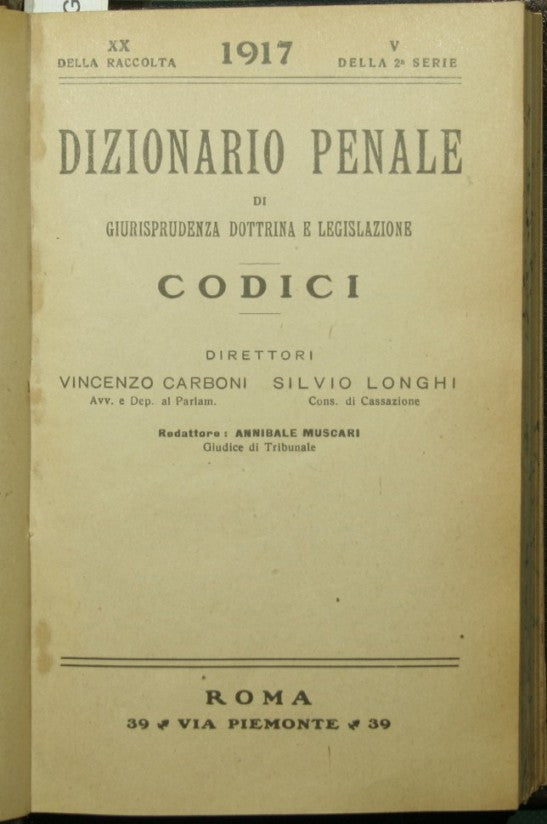 G
XX 1917 V
DELLA RACCOLTA DELLA 2ª SERIE
DIZIONARIO PENALE
DI
GIURISPRUDENZA DOTTRINA E LEGISLAZIONE
CODICI
DIRETTORI
VINCENZO CARBONI SILVIO LONGHI
Avv. e Dep. al Parlam. Cons. di Cassazione
Redattore: ANNIBALE MUSCARI
Giudice di Tribunale
ROMA
39 VIA PIEMONTE 39